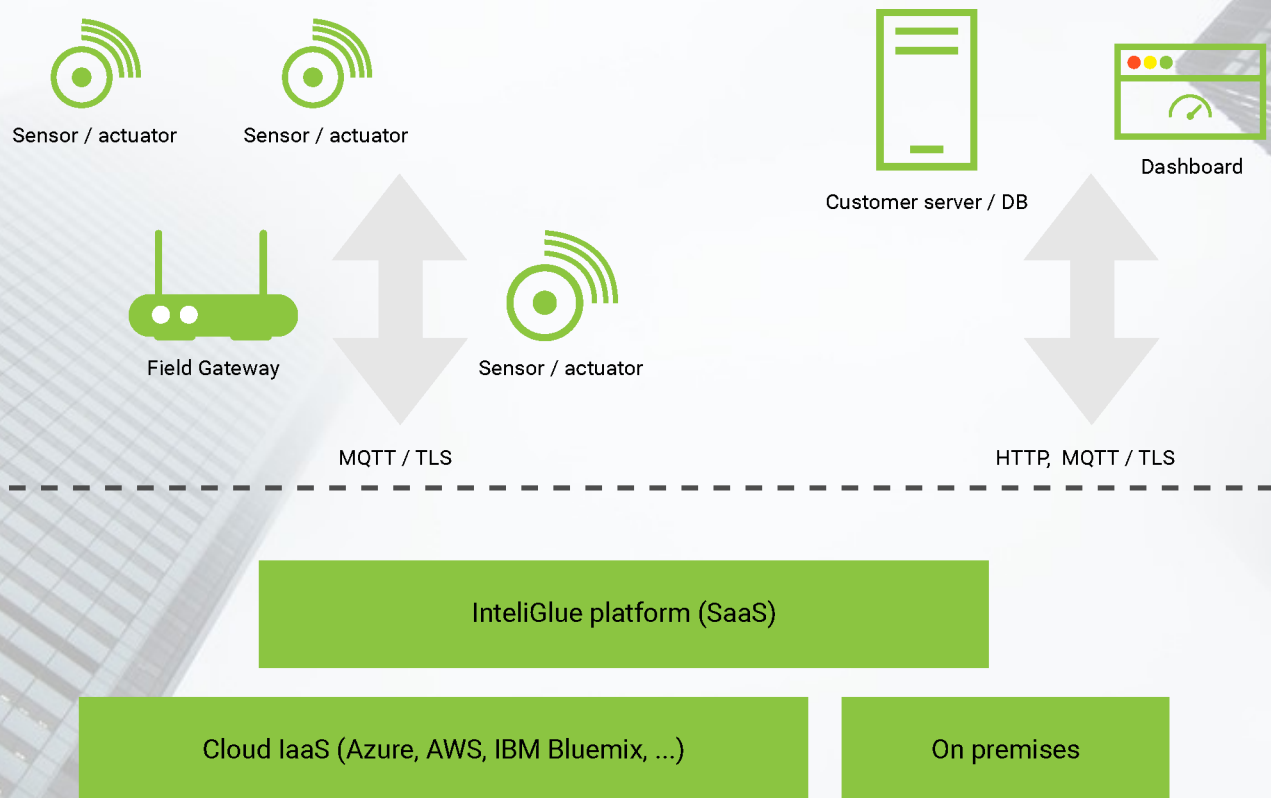 Sensor / actuator
Sensor / actuator
Dashboard
Customer server / DB
Field Gateway
Sensor / actuator
MQTT / TLS
HTTP, MQTT / TLS
InteliGlue platform (SaaS)
Cloud IaaS (Azure, AWS, IBM Bluemix, ...)
On premises